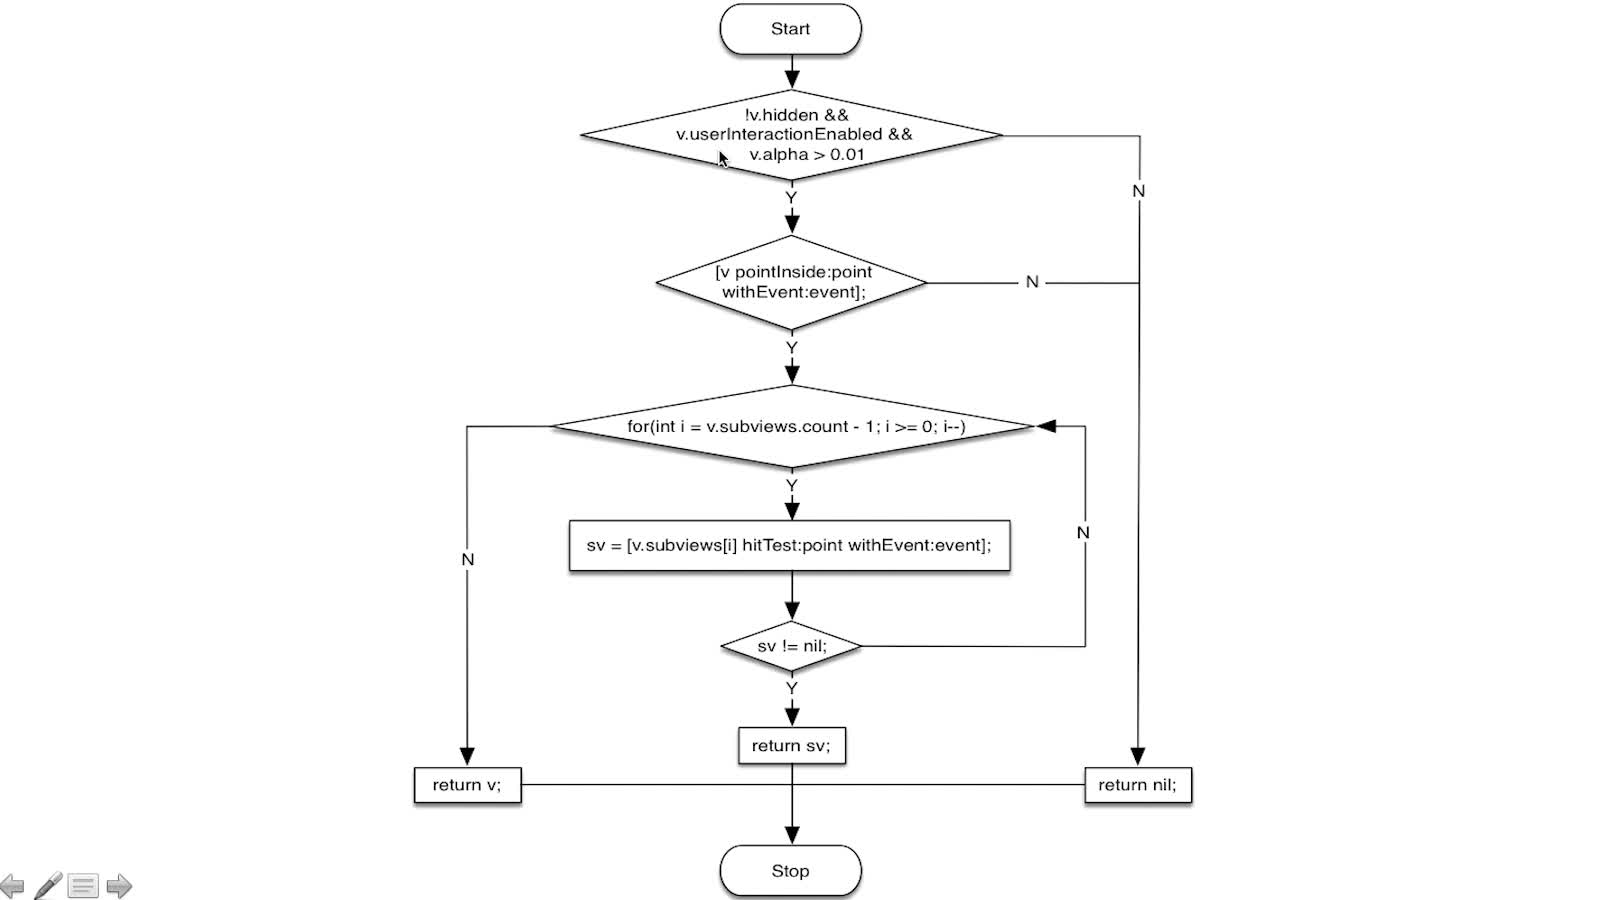 Start
!v.hidden &&
v.userInteractionEnabled &&
v.alpha > 0.01
N
Y
[v pointInside:point
withEvent:event];
N
Y
for(int i = v.subviews.count - 1; i >= 0; i--)
Y
N
sv = [v.subviews[i] hitTest:point withEvent:event];
N
sv != nil;
Y
return sv;
return v;
return nil;
Stop